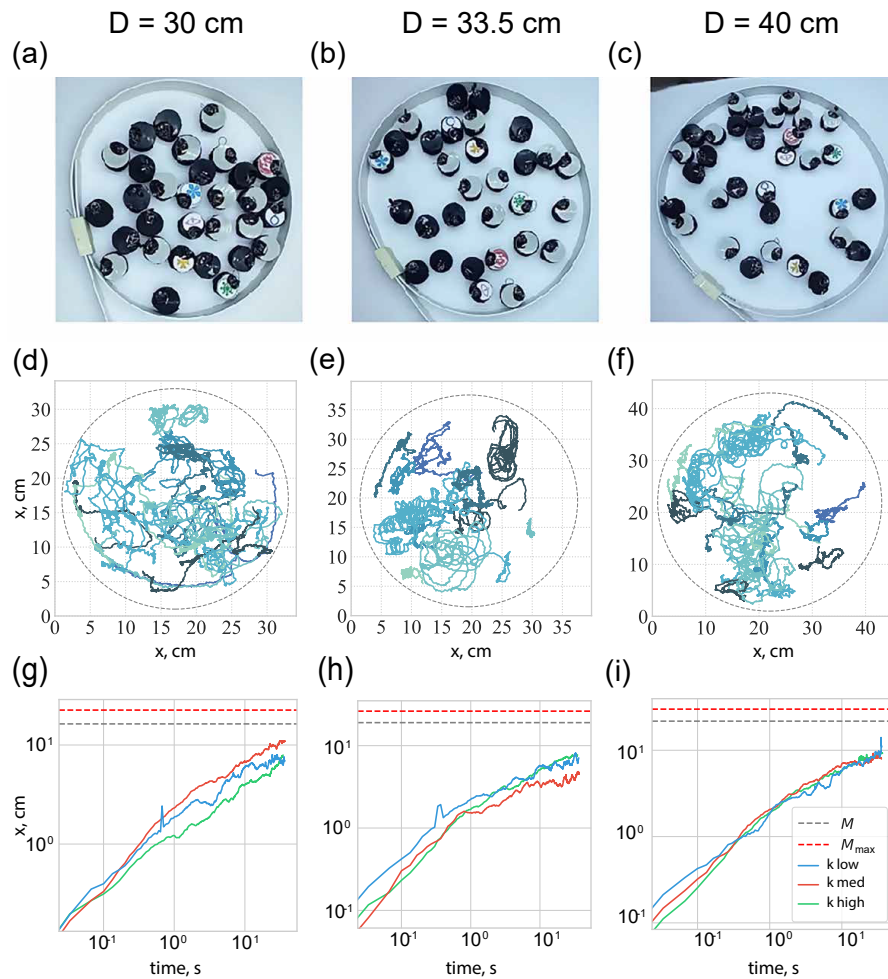 D = 30 cm D = 33.5 cm D = 40 cm
(a) (b) (c)
(d) (e) (f)
x, cm
30
25
20
15
10
5
0
0 5 10 15 20 25 30
x, cm
x, cm
35
30
25
20
15
10
5
0
0 10 20 30
x, cm
x, cm
40
30
20
10
0
0 10 20 30 40
x, cm
(g) (h) (i)
x, cm
10¹
10⁰
10⁻¹ 10⁰ 10¹
time, s
10¹
10⁰
10⁻¹
10⁻¹ 10⁰ 10¹
time, s
10¹
10⁰
10⁻¹
10⁻¹ 10⁰ 10¹
time, s
M
M_max
k low
k med
k high